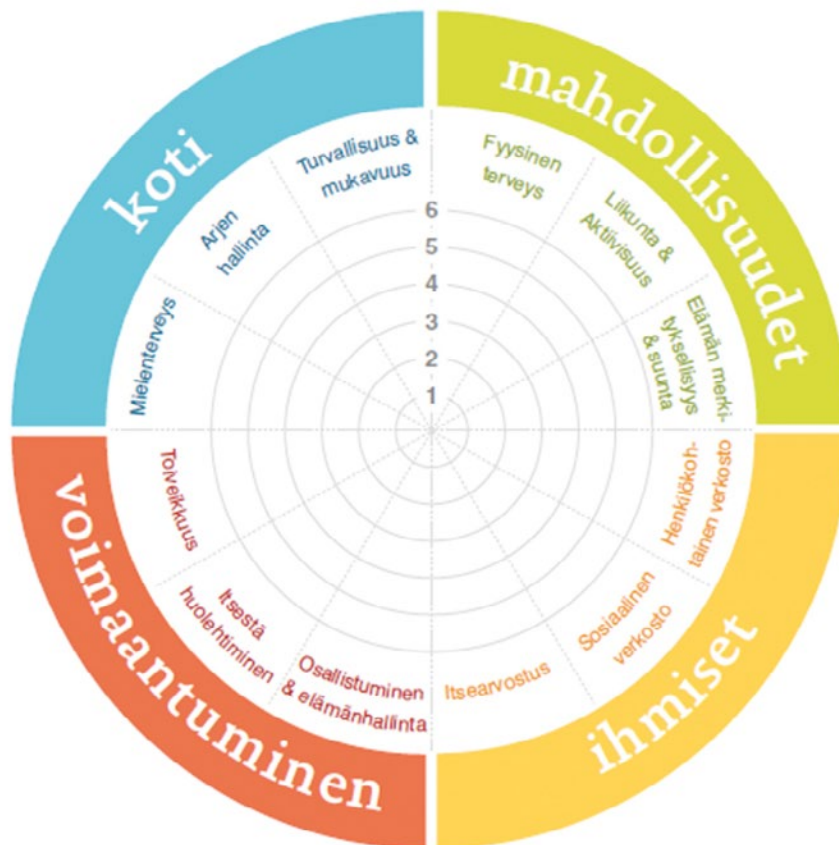 koti
Turvallisuus &
mukavuus
Arjen
hallinta
Mielenterveys
mahdollisuudet
Fyysinen
terveys
Liikunta &
Aktiivisuus
Elämän merki-
tyksellisyys
& suunta
6
5
4
3
2
1
voimaantuminen
Toiveikkuus
Itsestä
huolehtiminen
Osallistuminen
& elämänhallinta
ihmiset
Henkilökoh-
tainen verkosto
Sosiaalinen
verkosto
Itsearvostus